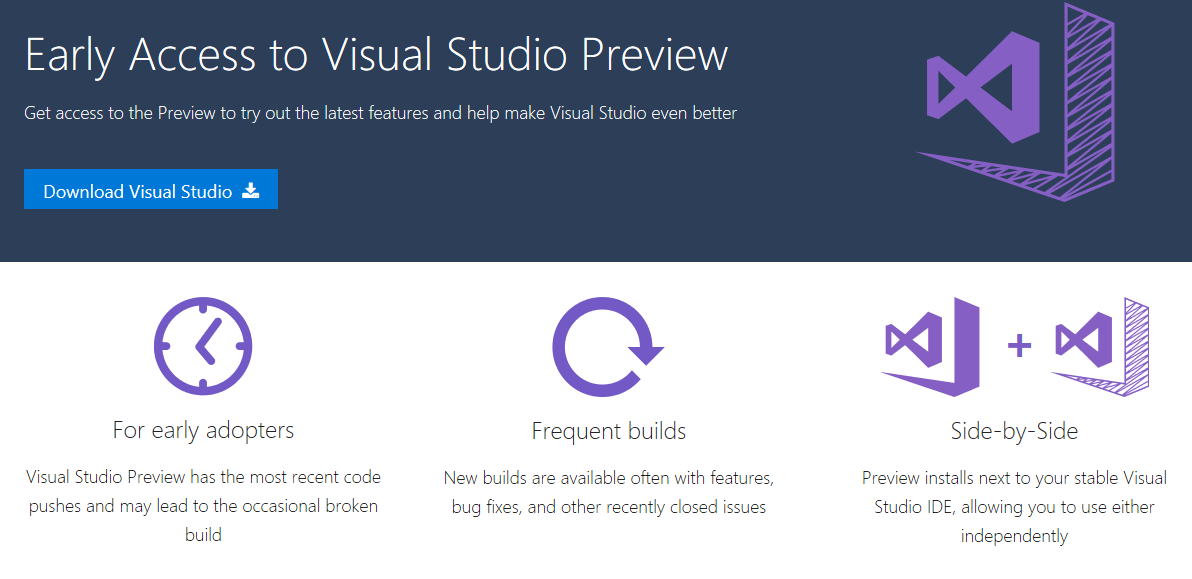 Early Access to Visual Studio Preview
Get access to the Preview to try out the latest features and help make Visual Studio even better
Download Visual Studio
For early adopters
Visual Studio Preview has the most recent code
pushes and may lead to the occasional broken
build
Frequent builds
New builds are available often with features,
bug fixes, and other recently closed issues
Side-by-Side
Preview installs next to your stable Visual
Studio IDE, allowing you to use either
independently